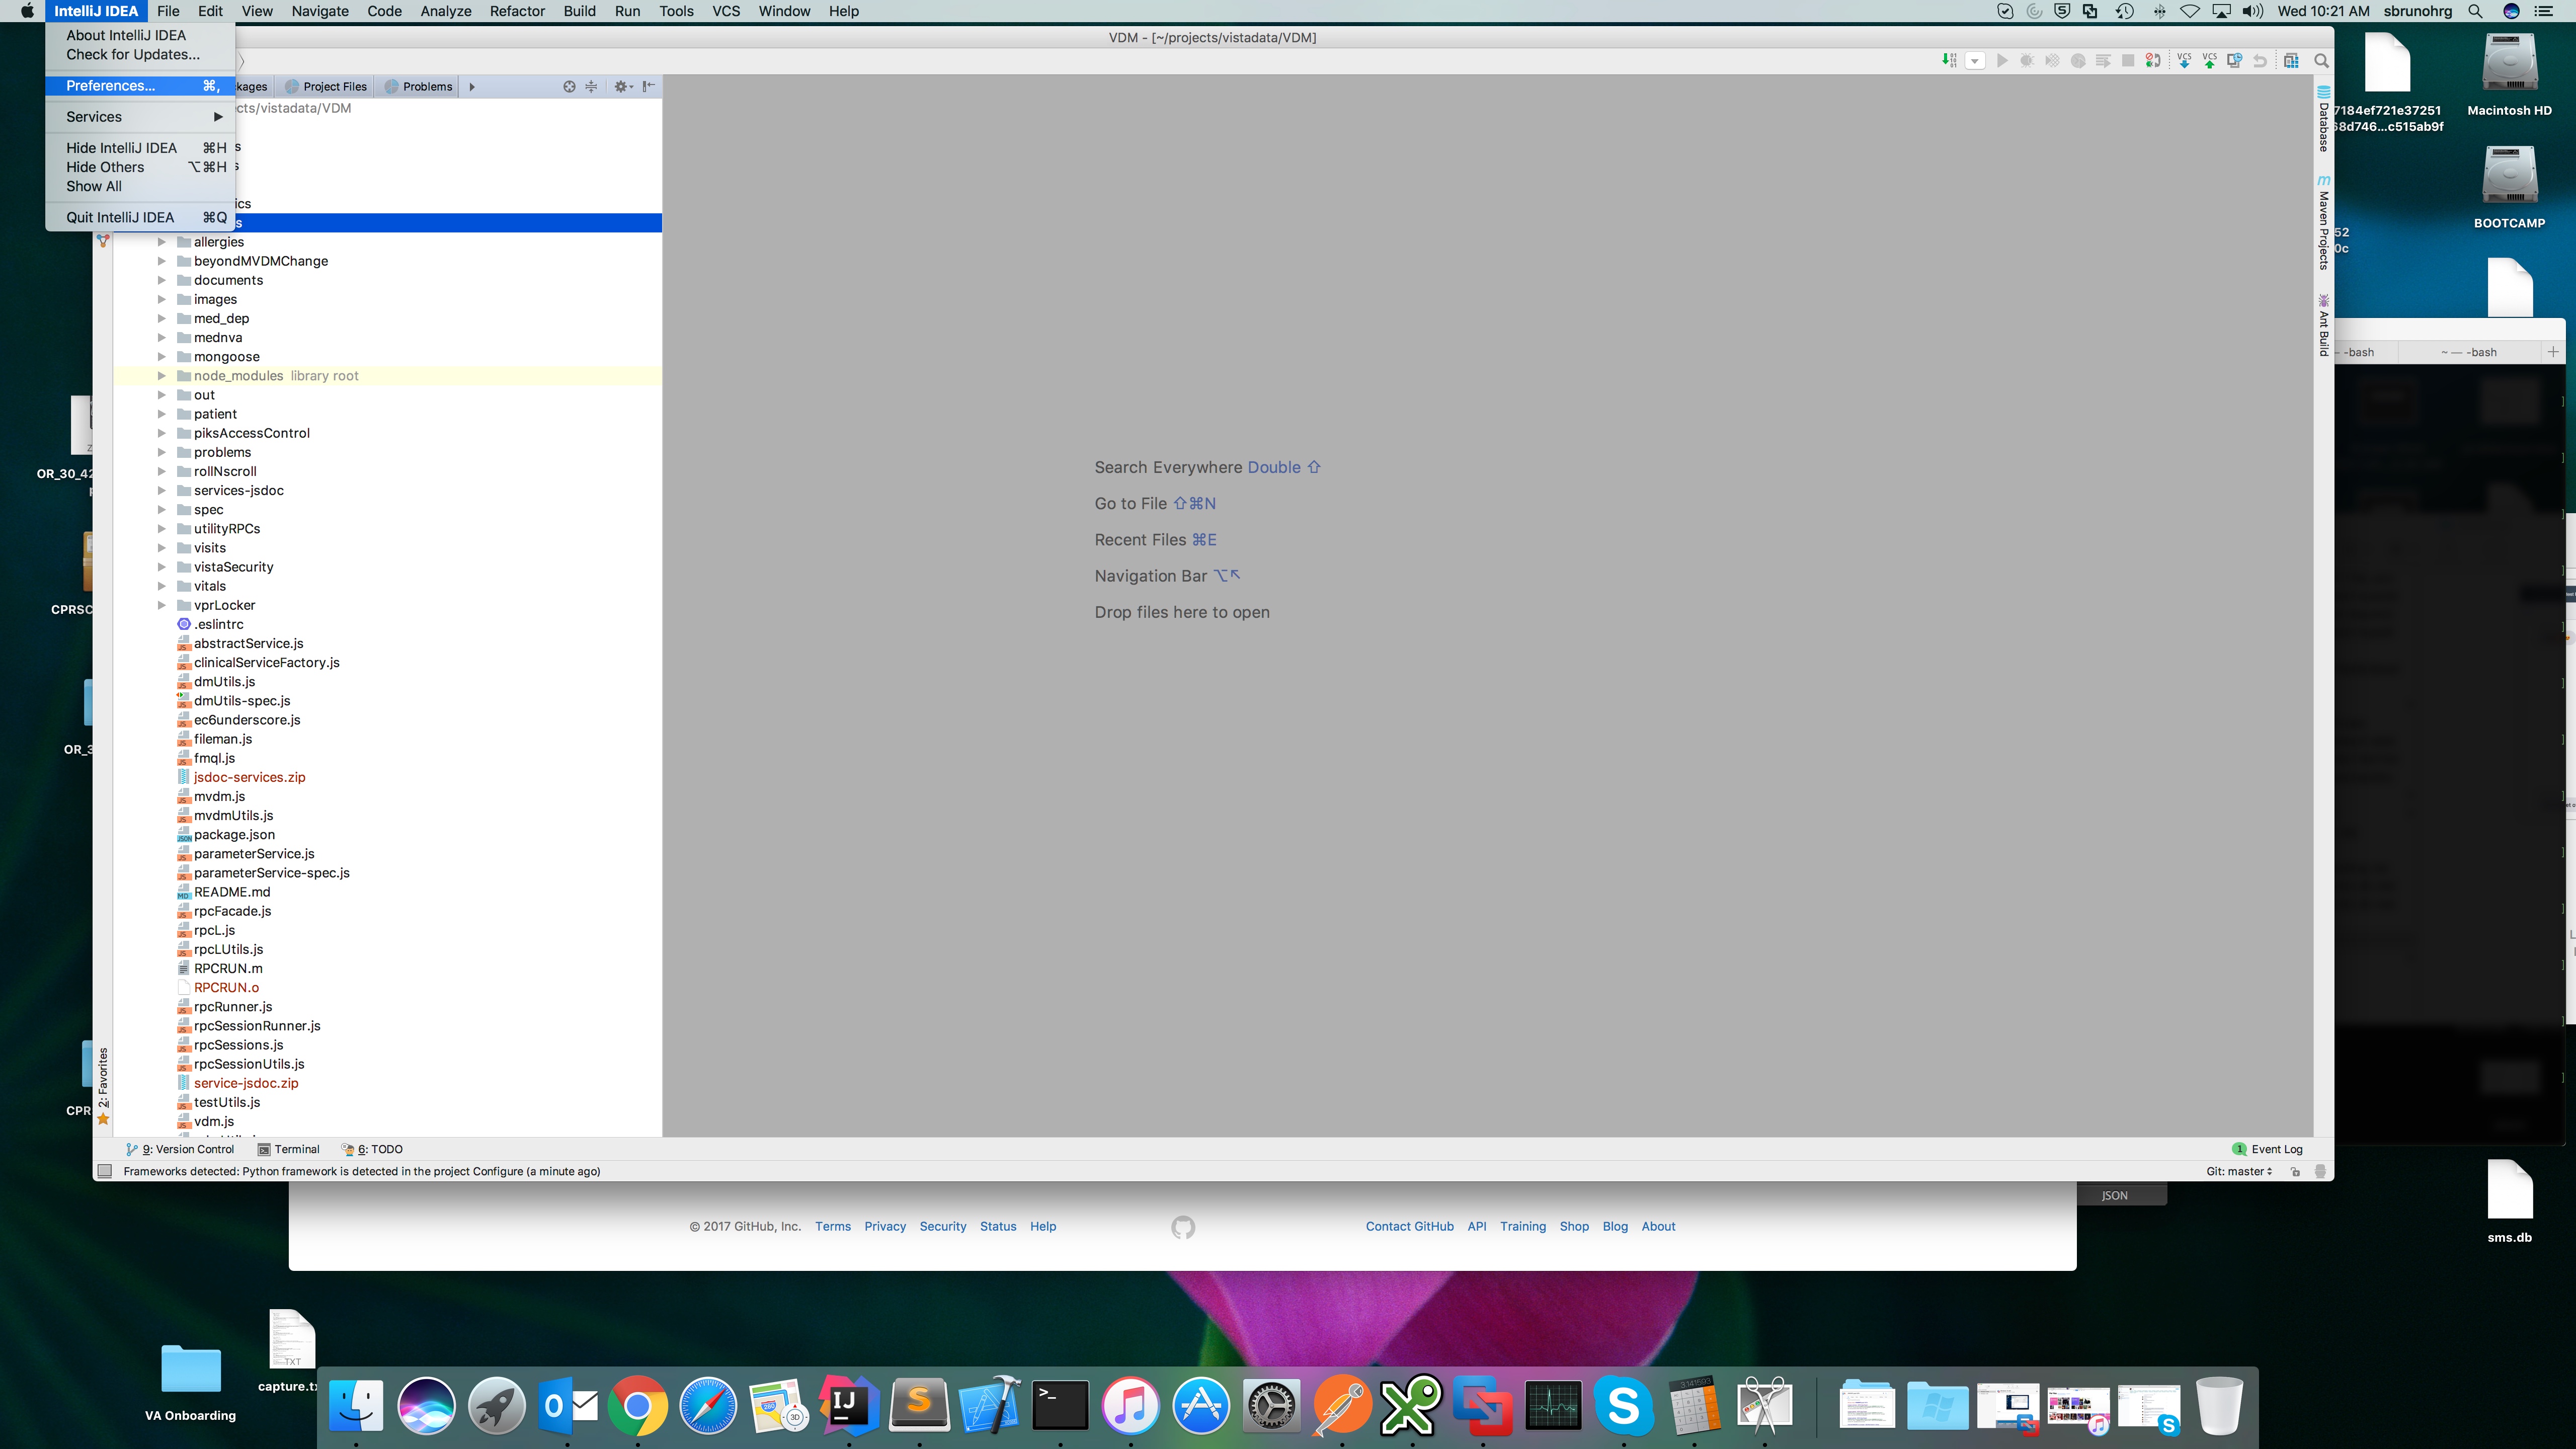 IntelliJ IDEA File Edit View Navigate Code Analyze Refactor Build Run Tools VCS Window Help
Wed 10:21 AM sbrunohrg
About IntelliJ IDEA
Check for Updates...
Preferences... ⌘,
Services
Hide IntelliJ IDEA ⌘H
Hide Others ⌥⌘H
Show All
Quit IntelliJ IDEA ⌘Q
VDM - [~/projects/vistadata/VDM]
VCS VCS
kages Project Files Problems
cts/vistadata/VDM
s
s
ics
s
allergies
beyondMVDMChange
documents
images
med_dep
mednva
mongoose
node_modules library root
out
patient
piksAccessControl
problems
rollNscroll
services-jsdoc
spec
utilityRPCs
visits
vistaSecurity
vitals
vprLocker
.eslintrc
abstractService.js
clinicalServiceFactory.js
dmUtils.js
dmUtils-spec.js
ec6underscore.js
fileman.js
fmql.js
jsdoc-services.zip
mvdm.js
mvdmUtils.js
package.json
parameterService.js
parameterService-spec.js
README.md
rpcFacade.js
rpcL.js
rpcLUtils.js
RPCRUN.m
RPCRUN.o
rpcRunner.js
rpcSessionRunner.js
rpcSessions.js
rpcSessionUtils.js
service-jsdoc.zip
testUtils.js
vdm.js
Search Everywhere Double ⇧
Go to File ⇧⌘N
Recent Files ⌘E
Navigation Bar ⌥↖
Drop files here to open
Database
Maven Projects
Ant Build
2: Favorites
9: Version Control Terminal 6: TODO
1 Event Log
Frameworks detected: Python framework is detected in the project Configure (a minute ago)
Git: master
7184ef721e37251
68d746...c515ab9f
Macintosh HD
BOOTCAMP
52
0c
-bash ~ — -bash
OR_30_42
CPRSC
OR_3
CPR
JSON
© 2017 GitHub, Inc. Terms Privacy Security Status Help
Contact GitHub API Training Shop Blog About
sms.db
VA Onboarding
TXT
capture.tx